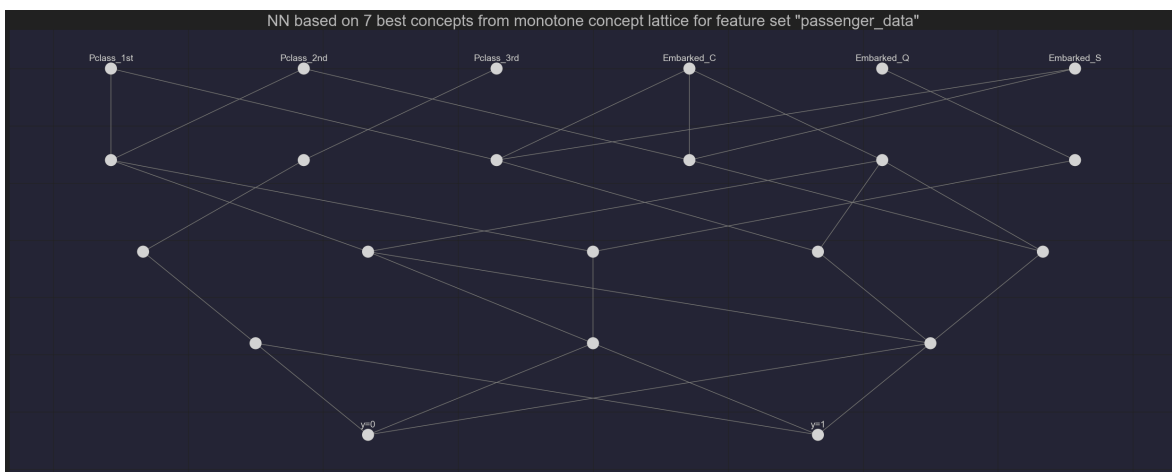 NN based on 7 best concepts from monotone concept lattice for feature set "passenger_data"
Pclass_1st Pclass_2nd Pclass_3rd Embarked_C Embarked_Q Embarked_S
y=0 y=1